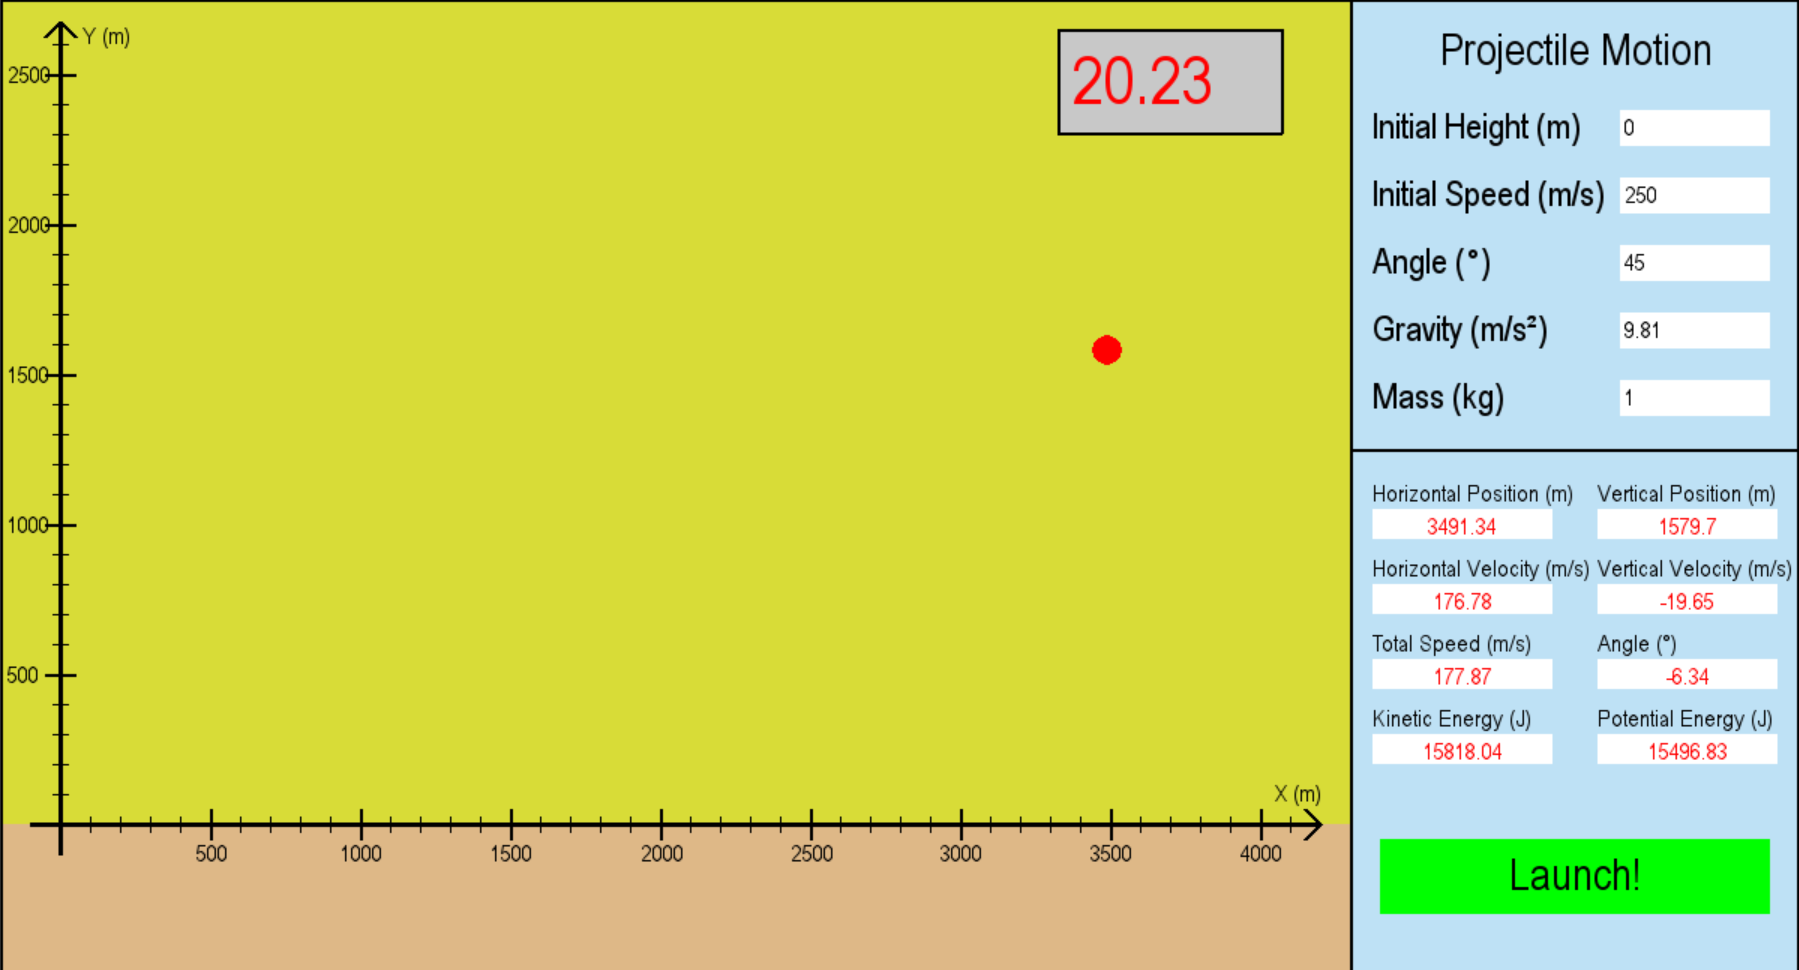 Y (m)
2500
2000
1500
1000
500
20.23
X (m)
500 1000 1500 2000 2500 3000 3500 4000
Projectile Motion
Initial Height (m) 0
Initial Speed (m/s) 250
Angle (°) 45
Gravity (m/s²) 9.81
Mass (kg) 1
Horizontal Position (m) Vertical Position (m)
3491.34 1579.7
Horizontal Velocity (m/s) Vertical Velocity (m/s)
176.78 -19.65
Total Speed (m/s) Angle (°)
177.87 -6.34
Kinetic Energy (J) Potential Energy (J)
15818.04 15496.83
Launch!